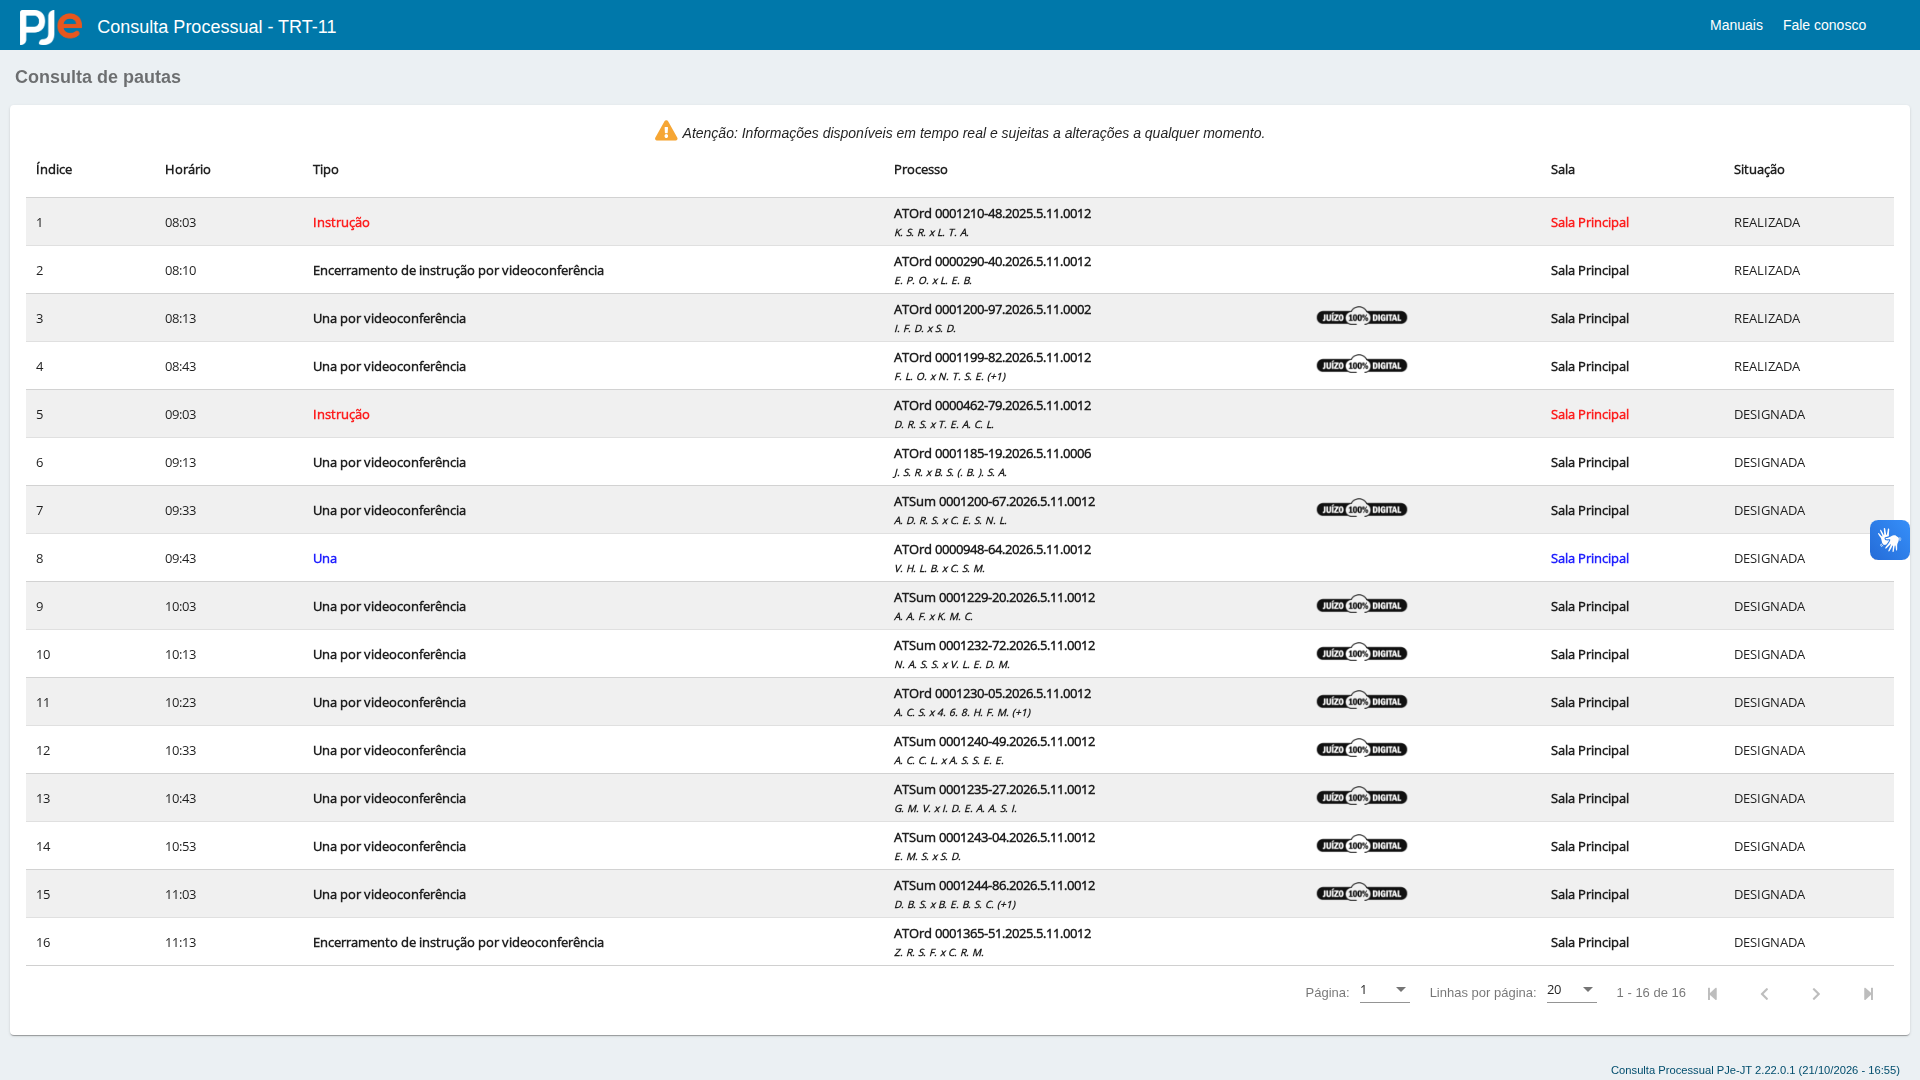 PJe Consulta Processual - TRT-11 Manuais Fale conosco
Consulta de pautas
Atenção: Informações disponíveis em tempo real e sujeitas a alterações a qualquer momento.
Índice Horário Tipo Processo Sala Situação
1 08:03 Instrução ATOrd 0001210-48.2025.5.11.0012 Sala Principal REALIZADA
K. S. R. x L. T. A.
2 08:10 Encerramento de instrução por videoconferência ATOrd 0000290-40.2026.5.11.0012 Sala Principal REALIZADA
E. P. O. x L. E. B.
3 08:13 Una por videoconferência ATOrd 0001200-97.2026.5.11.0002 JUÍZO 100% DIGITAL Sala Principal REALIZADA
I. F. D. x S. D.
4 08:43 Una por videoconferência ATOrd 0001199-82.2026.5.11.0012 JUÍZO 100% DIGITAL Sala Principal REALIZADA
F. L. O. x N. T. S. E. (+1)
5 09:03 Instrução ATOrd 0000462-79.2026.5.11.0012 Sala Principal DESIGNADA
D. R. S. x T. E. A. C. L.
6 09:13 Una por videoconferência ATOrd 0001185-19.2026.5.11.0006 Sala Principal DESIGNADA
J. S. R. x B. S. (. B. ). S. A.
7 09:33 Una por videoconferência ATSum 0001200-67.2026.5.11.0012 JUÍZO 100% DIGITAL Sala Principal DESIGNADA
A. D. R. S. x C. E. S. N. L.
8 09:43 Una ATOrd 0000948-64.2026.5.11.0012 Sala Principal DESIGNADA
V. H. L. B. x C. S. M.
9 10:03 Una por videoconferência ATSum 0001229-20.2026.5.11.0012 JUÍZO 100% DIGITAL Sala Principal DESIGNADA
A. A. F. x K. M. C.
10 10:13 Una por videoconferência ATSum 0001232-72.2026.5.11.0012 JUÍZO 100% DIGITAL Sala Principal DESIGNADA
N. A. S. S. x V. L. E. D. M.
11 10:23 Una por videoconferência ATOrd 0001230-05.2026.5.11.0012 JUÍZO 100% DIGITAL Sala Principal DESIGNADA
A. C. S. x 4. 6. 8. H. F. M. (+1)
12 10:33 Una por videoconferência ATSum 0001240-49.2026.5.11.0012 JUÍZO 100% DIGITAL Sala Principal DESIGNADA
A. C. C. L. x A. S. S. E. E.
13 10:43 Una por videoconferência ATSum 0001235-27.2026.5.11.0012 JUÍZO 100% DIGITAL Sala Principal DESIGNADA
G. M. V. x I. D. E. A. A. S. I.
14 10:53 Una por videoconferência ATSum 0001243-04.2026.5.11.0012 JUÍZO 100% DIGITAL Sala Principal DESIGNADA
E. M. S. x S. D.
15 11:03 Una por videoconferência ATSum 0001244-86.2026.5.11.0012 JUÍZO 100% DIGITAL Sala Principal DESIGNADA
D. B. S. x B. E. B. S. C. (+1)
16 11:13 Encerramento de instrução por videoconferência ATOrd 0001365-51.2025.5.11.0012 Sala Principal DESIGNADA
Z. R. S. F. x C. R. M.
Página: 1 Linhas por página: 20 1 - 16 de 16
Consulta Processual PJe-JT 2.22.0.1 (21/10/2026 - 16:55)